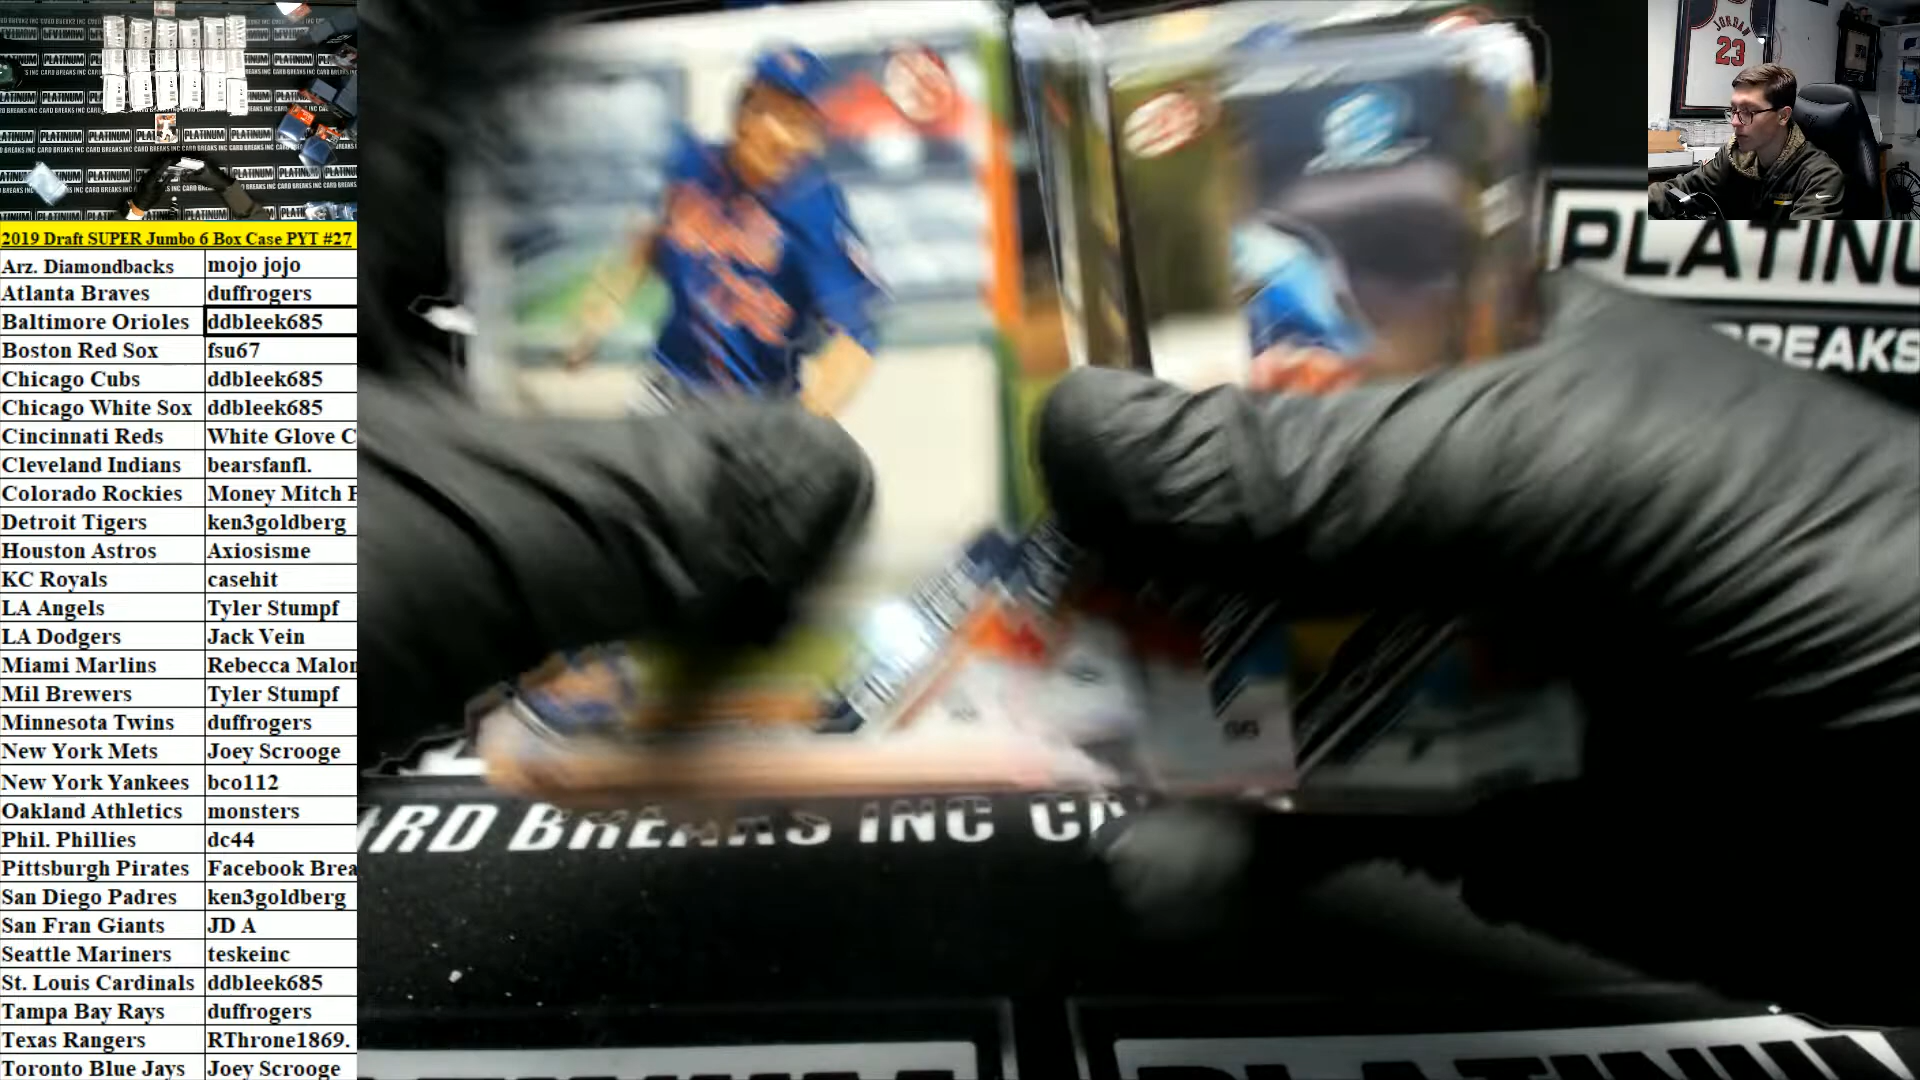 2019 Draft SUPER Jumbo 6 Box Case PYT #27
Arz. Diamondbacks mojo jojo
Atlanta Braves duffrogers
Baltimore Orioles ddbleek685
Boston Red Sox fsu67
Chicago Cubs ddbleek685
Chicago White Sox ddbleek685
Cincinnati Reds White Glove C
Cleveland Indians bearsfanfl.
Colorado Rockies Money Mitch F
Detroit Tigers ken3goldberg
Houston Astros Axiosisme
KC Royals casehit
LA Angels Tyler Stumpf
LA Dodgers Jack Vein
Miami Marlins Rebecca Malon
Mil Brewers Tyler Stumpf
Minnesota Twins duffrogers
New York Mets Joey Scrooge
New York Yankees bco112
Oakland Athletics monsters
Phil. Phillies dc44
Pittsburgh Pirates Facebook Brea
San Diego Padres ken3goldberg
San Fran Giants JD A
Seattle Mariners teskeinc
St. Louis Cardinals ddbleek685
Tampa Bay Rays duffrogers
Texas Rangers RThrone1869.
Toronto Blue Jays Joey Scrooge
JORDAN
23
PLATINU
BREAKS
ARD BREAKS INC CA
PLATINUM